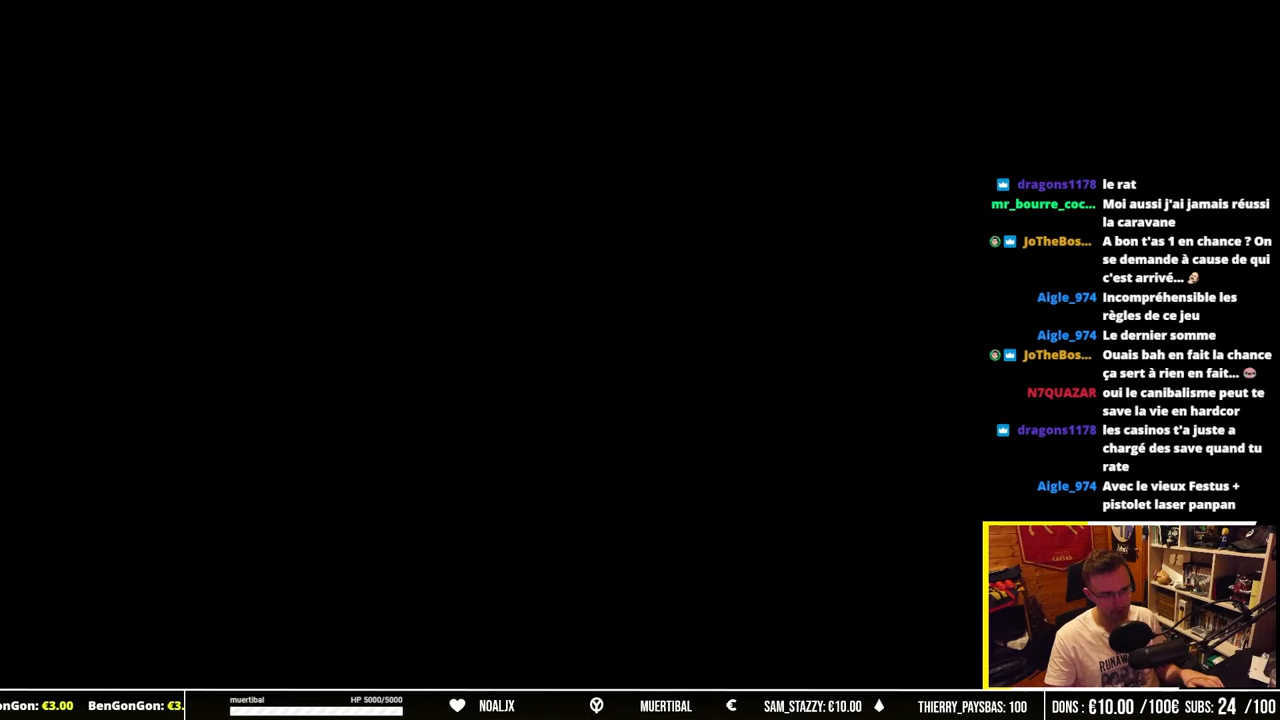 dragons1178 le rat
mr_bourre_coc... Moi aussi j'ai jamais réussi
la caravane
JoTheBos... A bon t'as 1 en chance ? On
se demande à cause de qui
c'est arrivé...
Aigle_974 Incompréhensible les
règles de ce jeu
Aigle_974 Le dernier somme
JoTheBos... Ouais bah en fait la chance
ça sert à rien en fait...
N7QUAZAR oui le canibalisme peut te
save la vie en hardcor
dragons1178 les casinos t'a juste a
chargé des save quand tu
rate
Aigle_974 Avec le vieux Festus +
pistolet laser panpan
CAESAR
RUNAWA
onGon: €3.00 BenGonGon: €3.
muertibal HP 5000/5000
NOALJX
MUERTIBAL
€ SAM_STAZZY: €10.00
THIERRY_PAYSBAS: 100
DONS : €10.00 /100€ SUBS: 24 /100